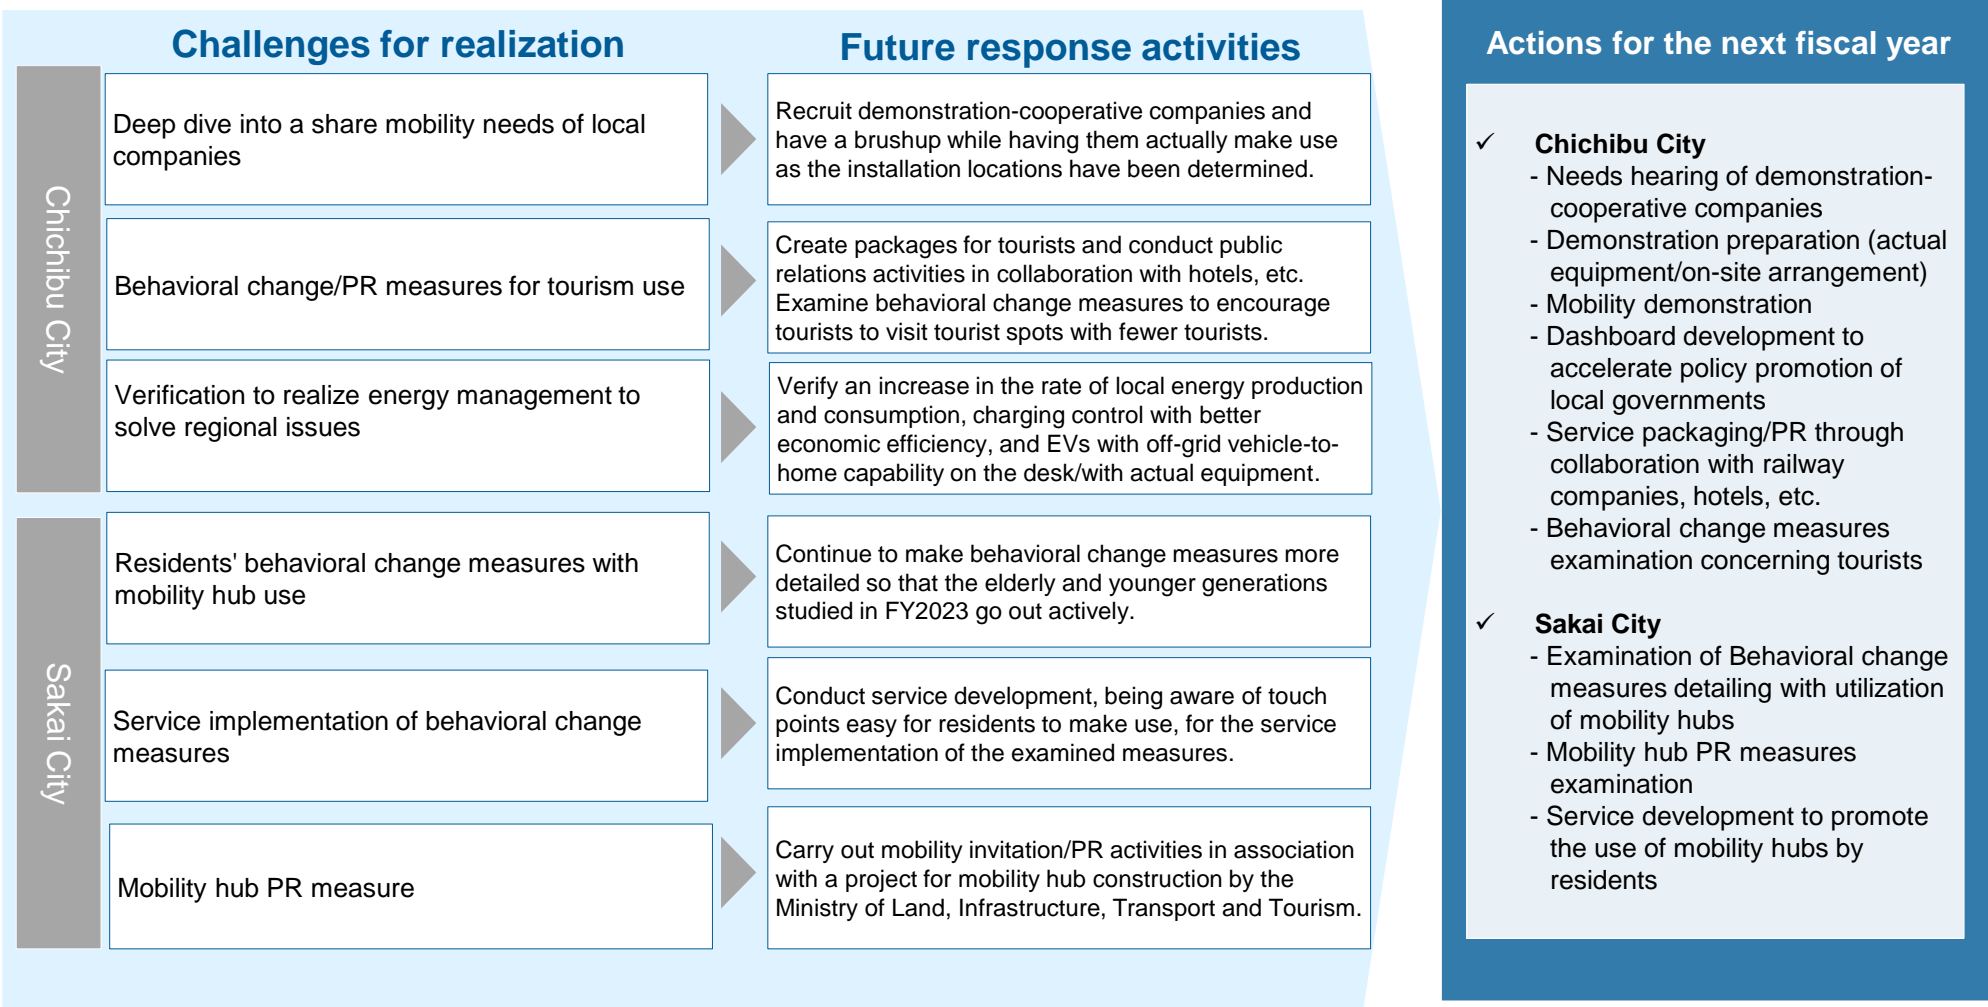 Challenges for realization
Future response activities
Actions for the next fiscal year
Chichibu City
Deep dive into a share mobility needs of local
companies
Recruit demonstration-cooperative companies and
have a brushup while having them actually make use
as the installation locations have been determined.
Behavioral change/PR measures for tourism use
Create packages for tourists and conduct public
relations activities in collaboration with hotels, etc.
Examine behavioral change measures to encourage
tourists to visit tourist spots with fewer tourists.
Verification to realize energy management to
solve regional issues
Verify an increase in the rate of local energy production
and consumption, charging control with better
economic efficiency, and EVs with off-grid vehicle-to-
home capability on the desk/with actual equipment.
Sakai City
Residents' behavioral change measures with
mobility hub use
Continue to make behavioral change measures more
detailed so that the elderly and younger generations
studied in FY2023 go out actively.
Service implementation of behavioral change
measures
Conduct service development, being aware of touch
points easy for residents to make use, for the service
implementation of the examined measures.
Mobility hub PR measure
Carry out mobility invitation/PR activities in association
with a project for mobility hub construction by the
Ministry of Land, Infrastructure, Transport and Tourism.
✓ Chichibu City
- Needs hearing of demonstration-
cooperative companies
- Demonstration preparation (actual
equipment/on-site arrangement)
- Mobility demonstration
- Dashboard development to
accelerate policy promotion of
local governments
- Service packaging/PR through
collaboration with railway
companies, hotels, etc.
- Behavioral change measures
examination concerning tourists
✓ Sakai City
- Examination of Behavioral change
measures detailing with utilization
of mobility hubs
- Mobility hub PR measures
examination
- Service development to promote
the use of mobility hubs by
residents